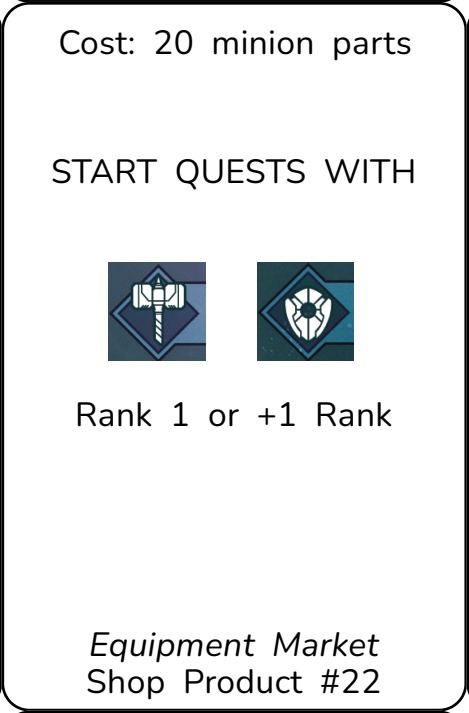 Cost: 20 minion parts
START QUESTS WITH
Rank 1 or +1 Rank
Equipment Market
Shop Product #22